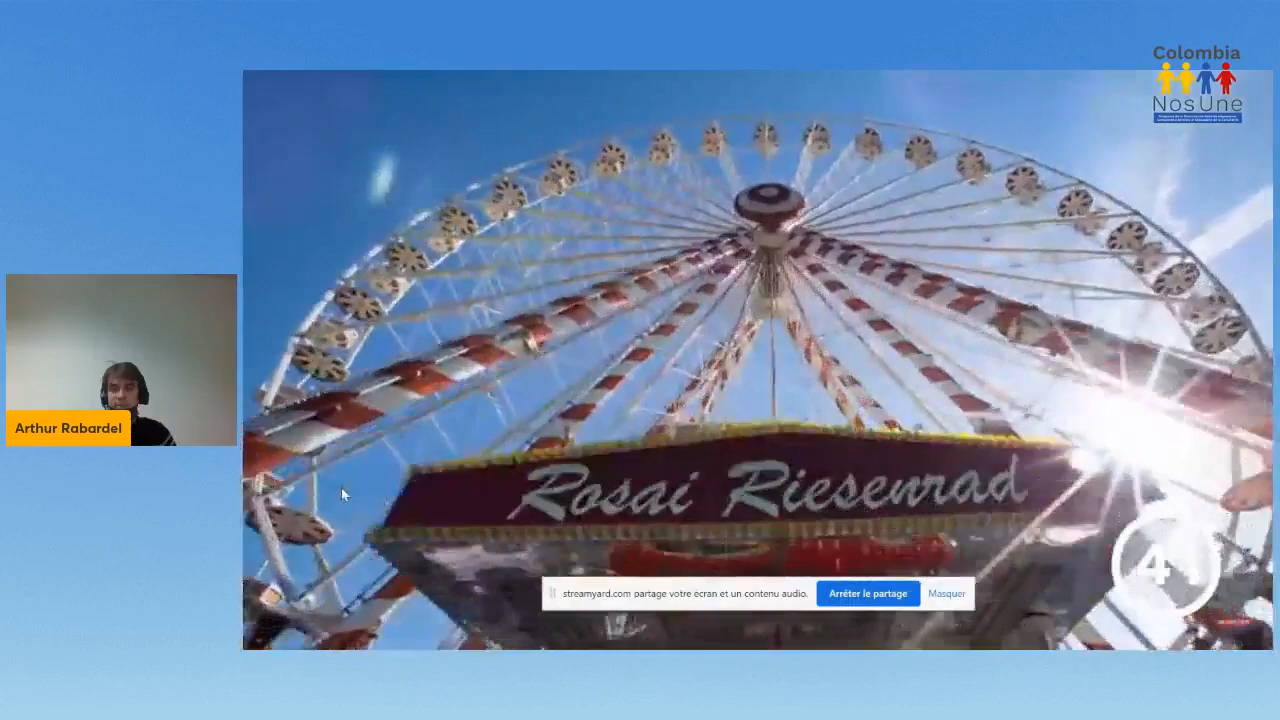 Colombia
NosUne
Arthur Rabardel
Rosai Riesenrad
4
streamyard.com partage votre écran et un contenu audio.
Arrêter le partage
Masquer